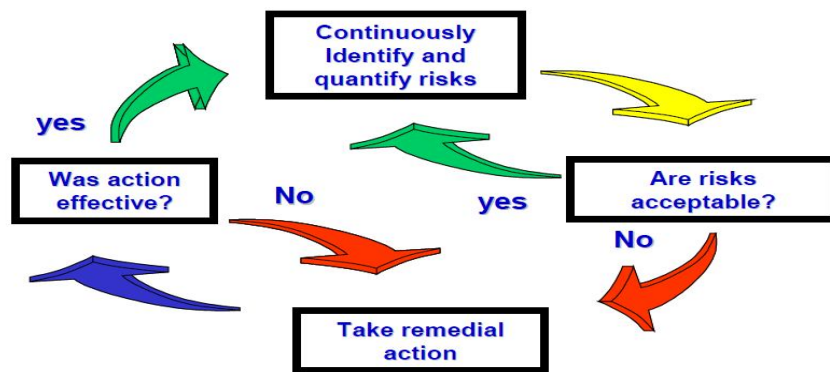 Continuously
Identify and
quantify risks
yes
Was action
effective?
No
yes
Are risks
acceptable?
No
Take remedial
action